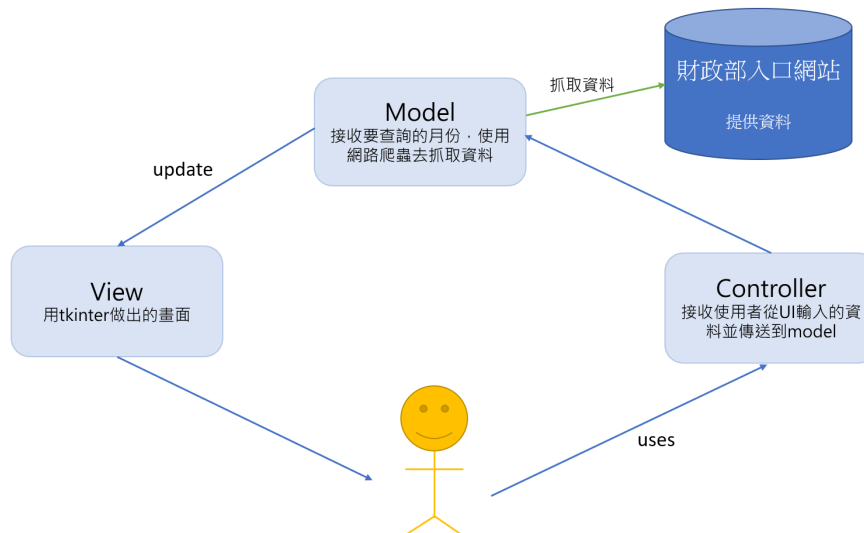 財政部入口網站
提供資料
抓取資料
Model
接收要查詢的月份，使用
網路爬蟲去抓取資料
update
View
用tkinter做出的畫面
Controller
接收使用者從UI輸入的資
料並傳送到model
uses